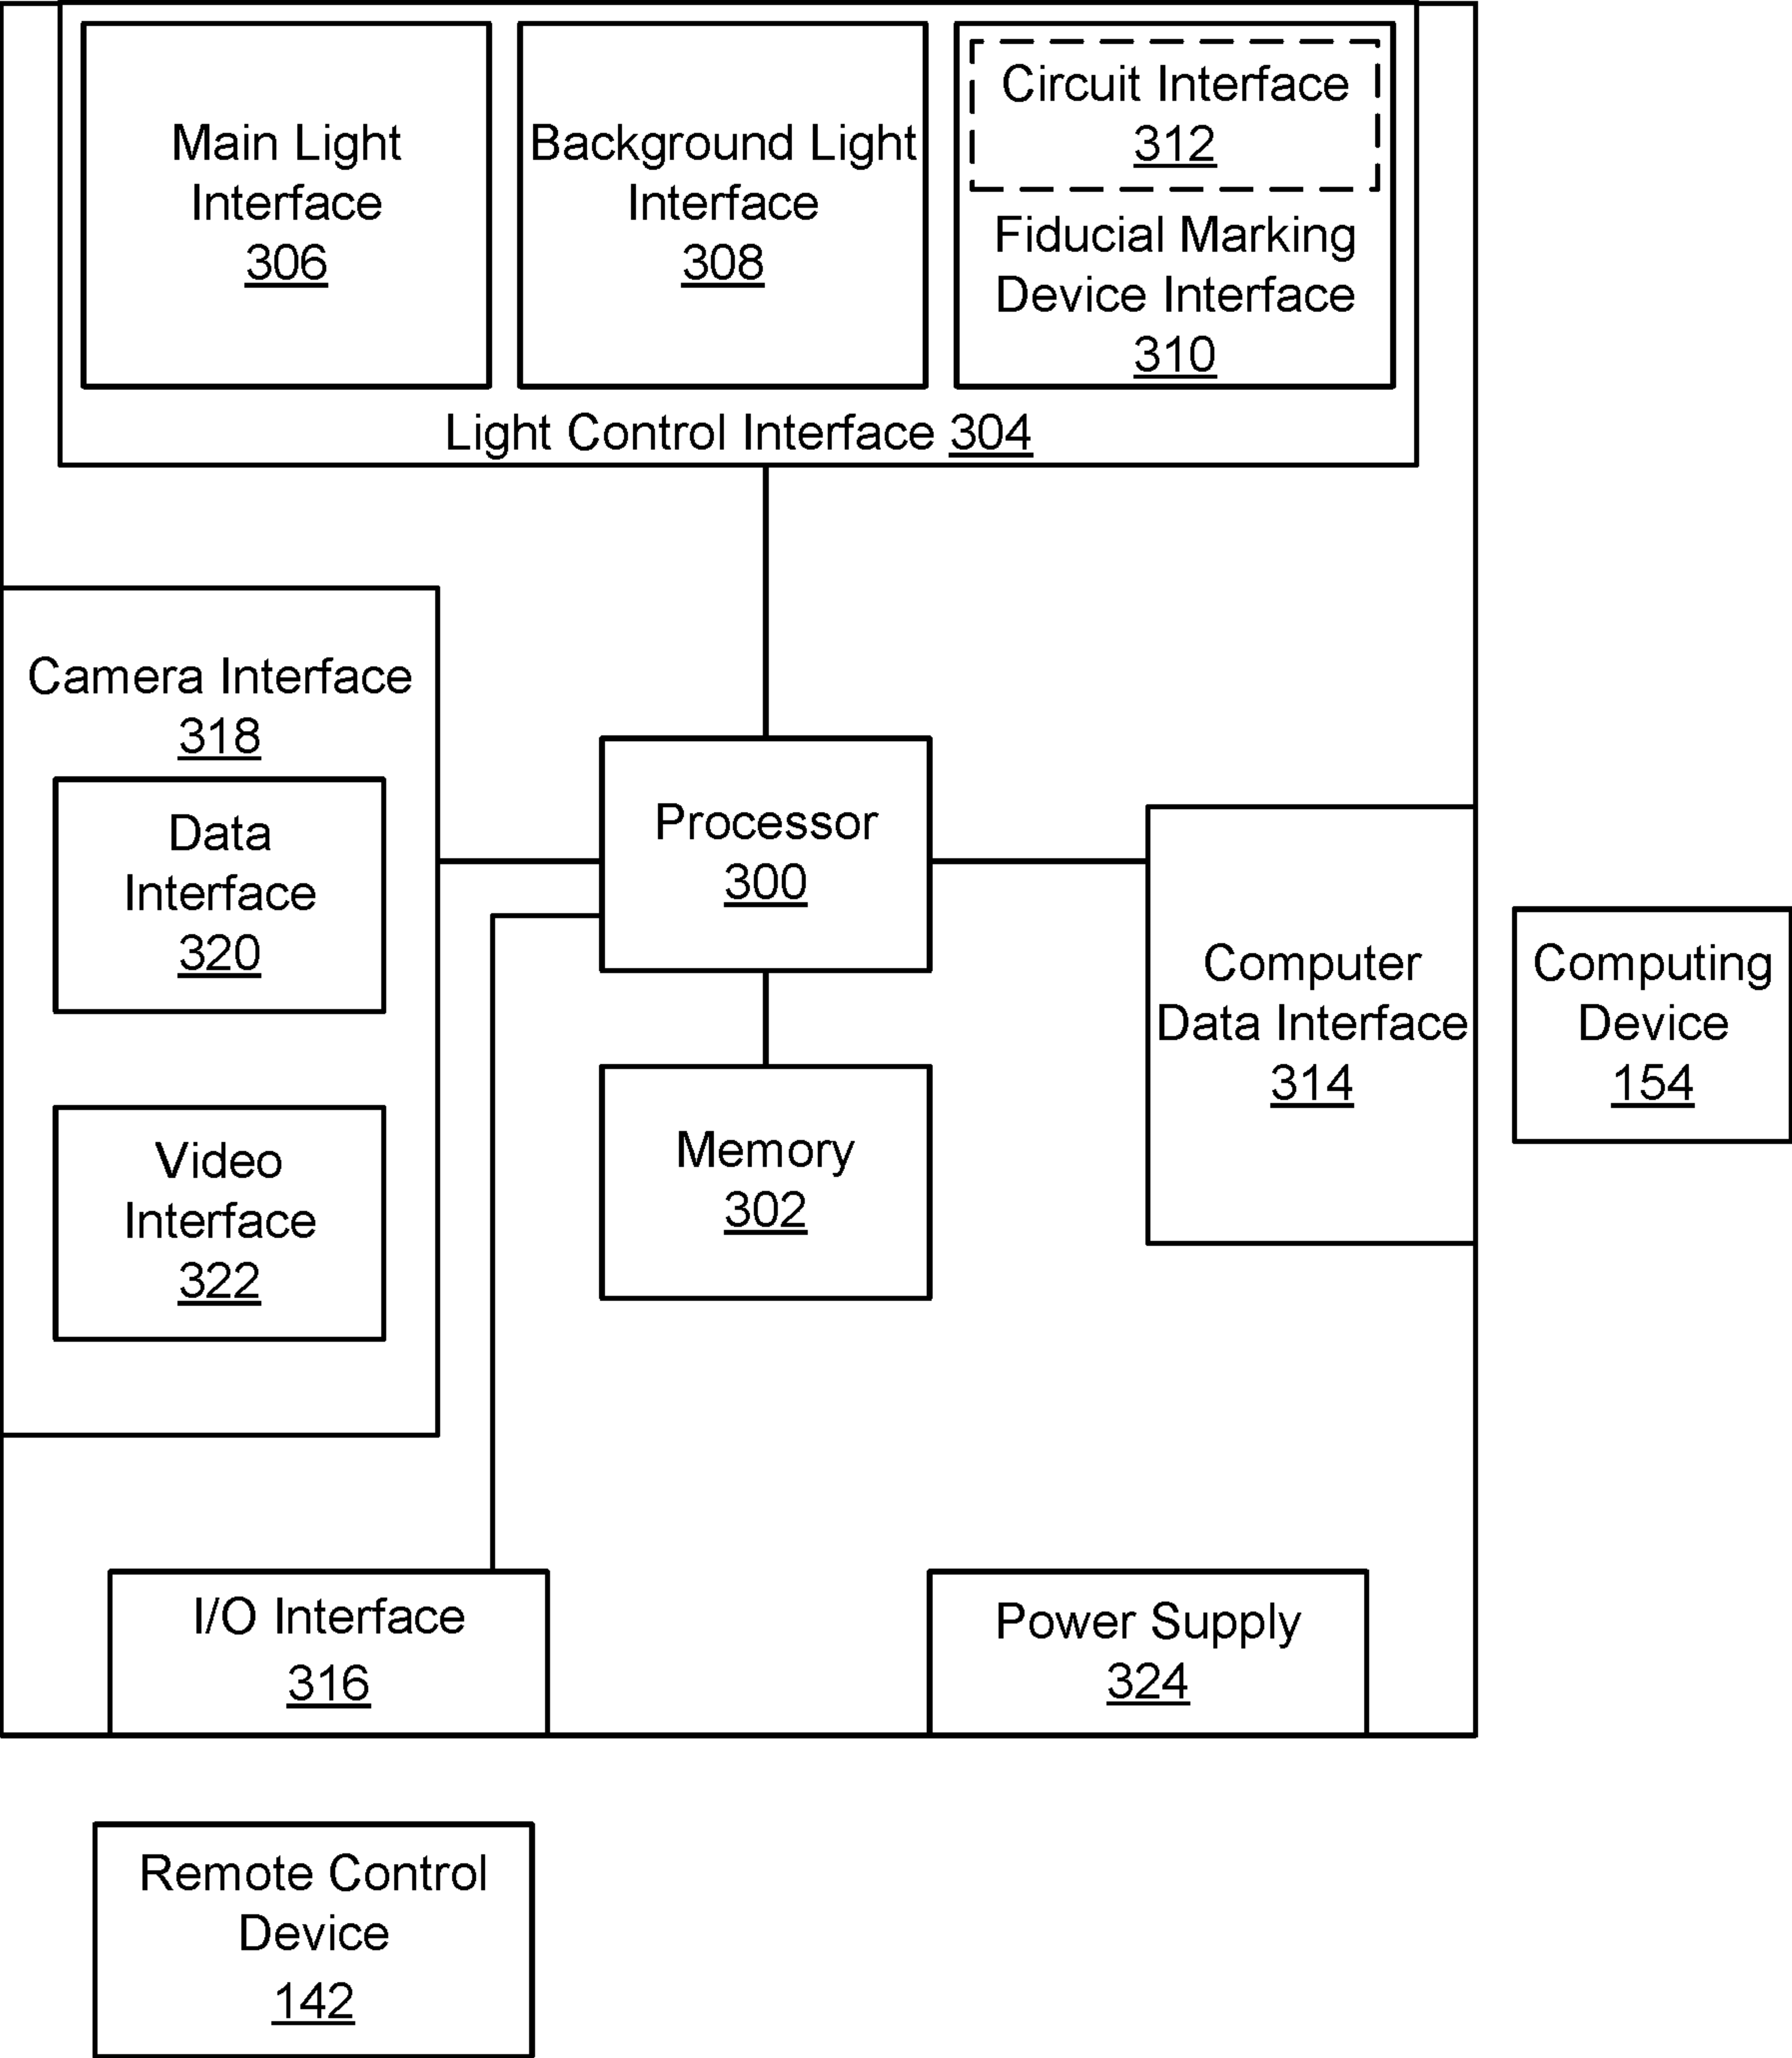 Main Light
Interface
306
Background Light
Interface
308
Circuit Interface
312
Fiducial Marking
Device Interface
310
Light Control Interface 304
Camera Interface
318
Data
Interface
320
Video
Interface
322
Processor
300
Memory
302
Computer
Data Interface
314
Computing
Device
154
I/O Interface
316
Power Supply
324
Remote Control
Device
142